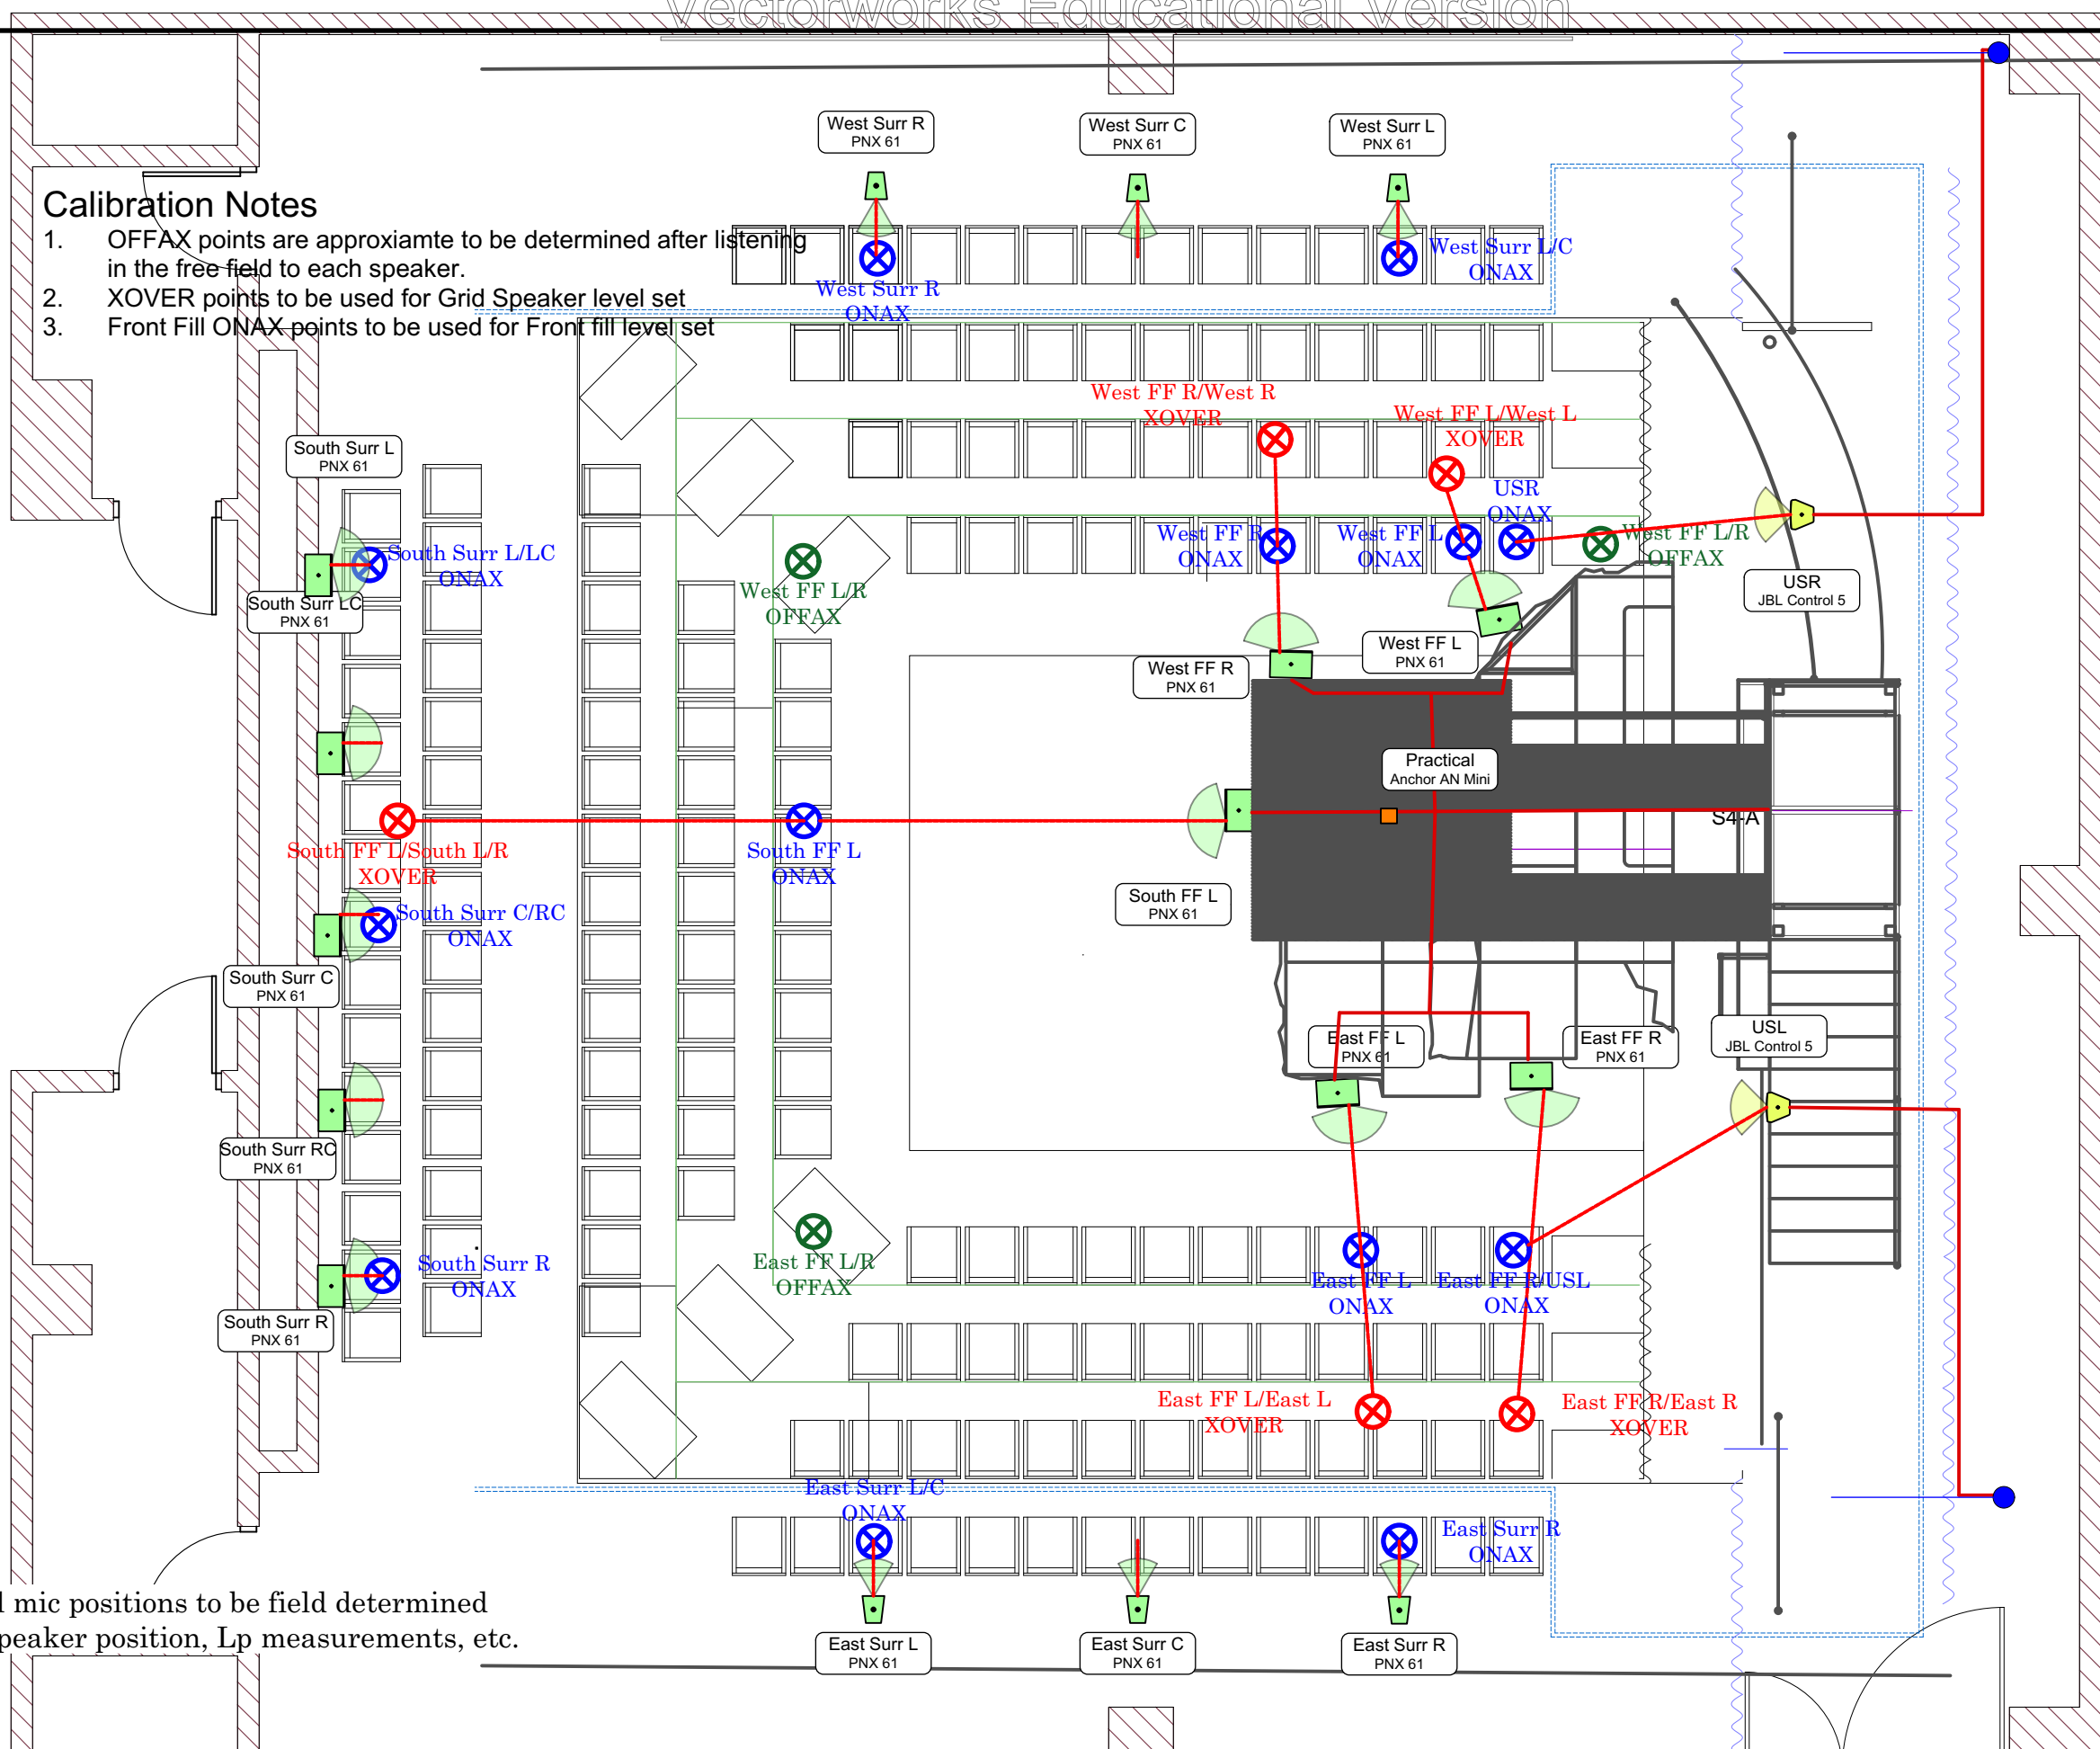 Vectorworks Educational Version
West Surr R
PNX 61
West Surr C
PNX 61
West Surr L
PNX 61
Calibration Notes
1. OFFAX points are approxiamte to be determined after listening
in the free field to each speaker.
2. XOVER points to be used for Grid Speaker level set
3. Front Fill ONAX points to be used for Front fill level set
West Surr R
ONAX
West Surr L/C
ONAX
West FF R/West R
XOVER
West FF L/West L
XOVER
South Surr L
PNX 61
South Surr L/LC
ONAX
South Surr LC
PNX 61
West FF L/R
OFFAX
West FF R
ONAX
West FF L
ONAX
USR
ONAX
West FF L/R
OFFAX
USR
JBL Control 5
West FF R
PNX 61
West FF L
PNX 61
Practical
Anchor AN Mini
S4-A
South FF L/South L/R
XOVER
South FF L
ONAX
South FF L
PNX 61
South Surr C/RC
ONAX
South Surr C
PNX 61
East FF L
PNX 61
East FF R
PNX 61
USL
JBL Control 5
South Surr RC
PNX 61
South Surr R
ONAX
South Surr R
PNX 61
East FF L/R
OFFAX
East FF L
ONAX
East FF R/USL
ONAX
East FF L/East L
XOVER
East FF R/East R
XOVER
East Surr L/C
ONAX
East Surr R
ONAX
l mic positions to be field determined
peaker position, Lp measurements, etc.
East Surr L
PNX 61
East Surr C
PNX 61
East Surr R
PNX 61